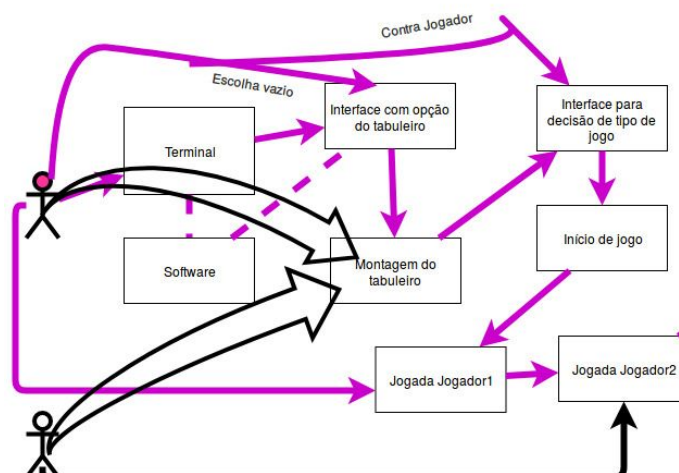 Contra Jogador
Escolha vazio
Interface com opção
do tabuleiro
Interface para
decisão de tipo de
jogo
Terminal
Software
Montagem do
tabuleiro
Início de jogo
Jogada Jogador1
Jogada Jogador2